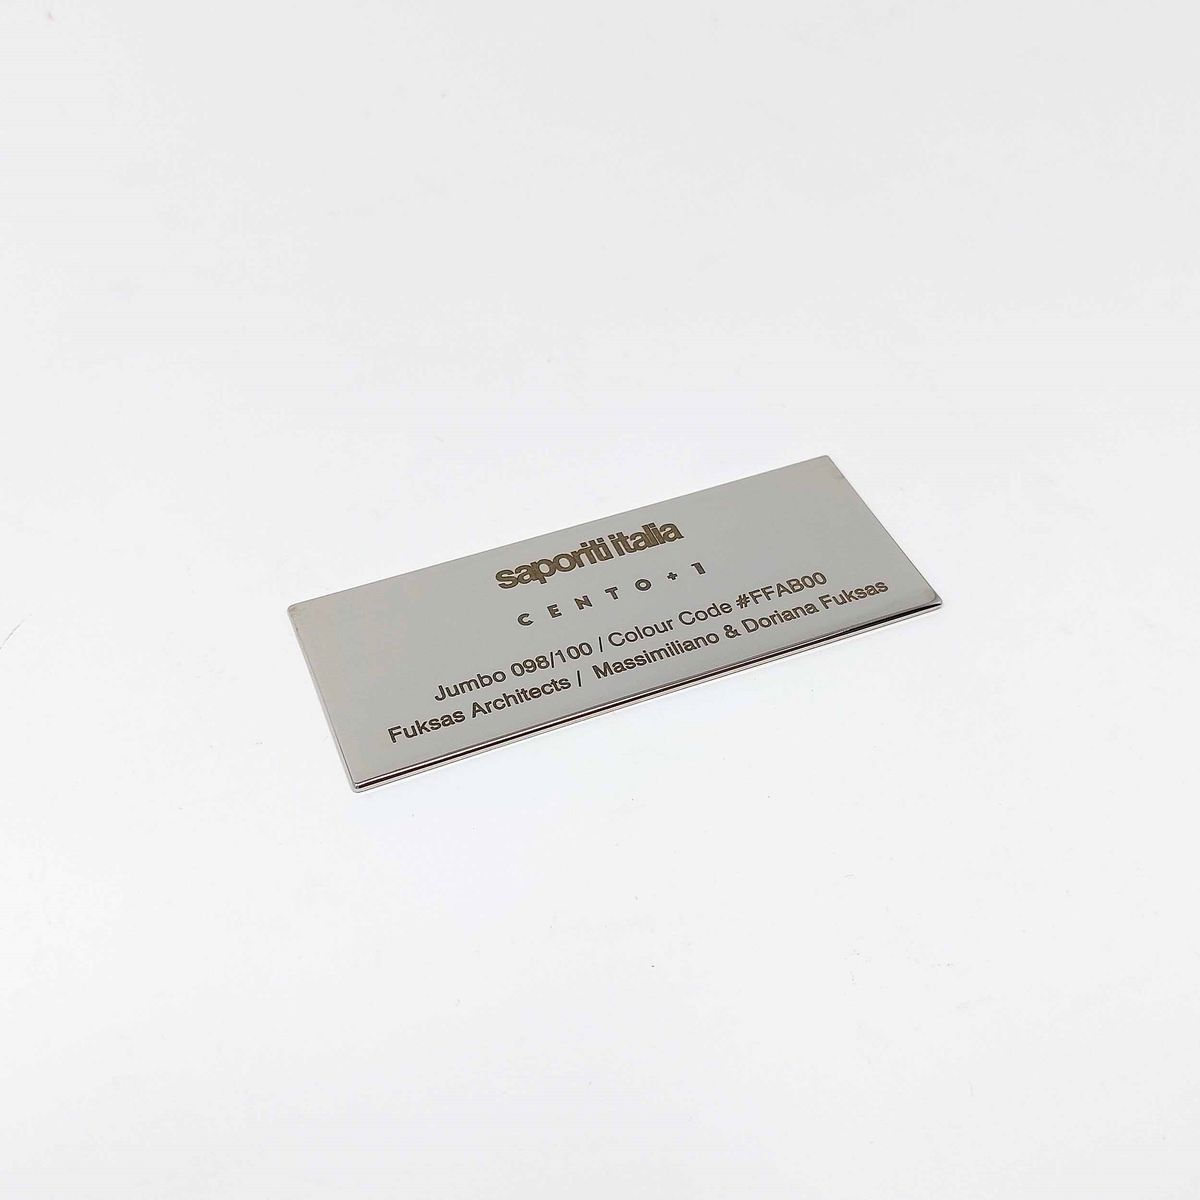 saporiti italia
CENTO+1
Jumbo 098/100 / Colour Code #FFAB00
Fuksas Architects / Massimiliano & Doriana Fuksas